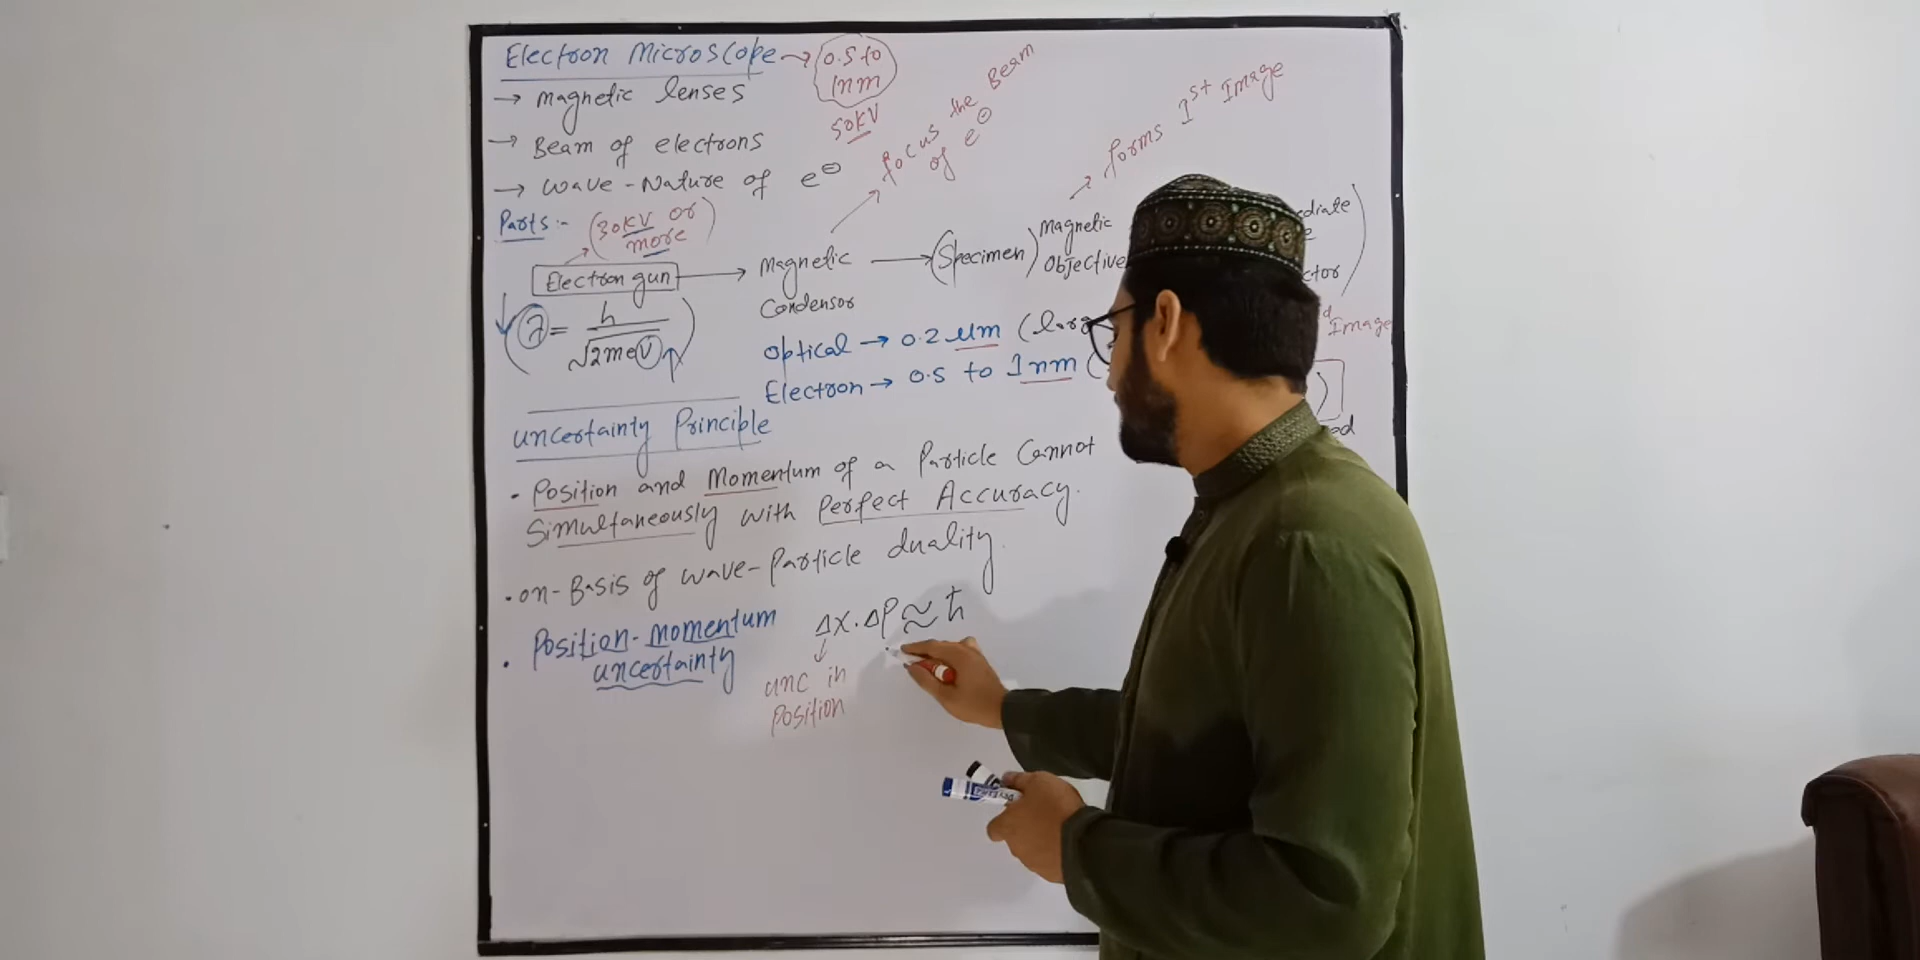 Electron Microscope → 0.5 to
1nm
50KV
→ Magnetic lenses
→ Beam of electrons
→ Wave-Nature of e⊖
focus the Beam
of e⊖
forms 1st Image
Parts:- (30KV or
more)
Electron gun → Magnetic
Condensor
→ (Specimen) Magnetic
Objective
λ = h
√2meV
Optical → 0.2 µm
Electron → 0.5 to 1nm
Image
Uncertainty Principle
• Position and Momentum of a Particle Cannot
Simultaneously with Perfect Accuracy.
• on-Basis of wave-Particle duality.
• Position-Momentum
uncertainty
Δx.ΔP ≈ ħ
↓
unc in
Position